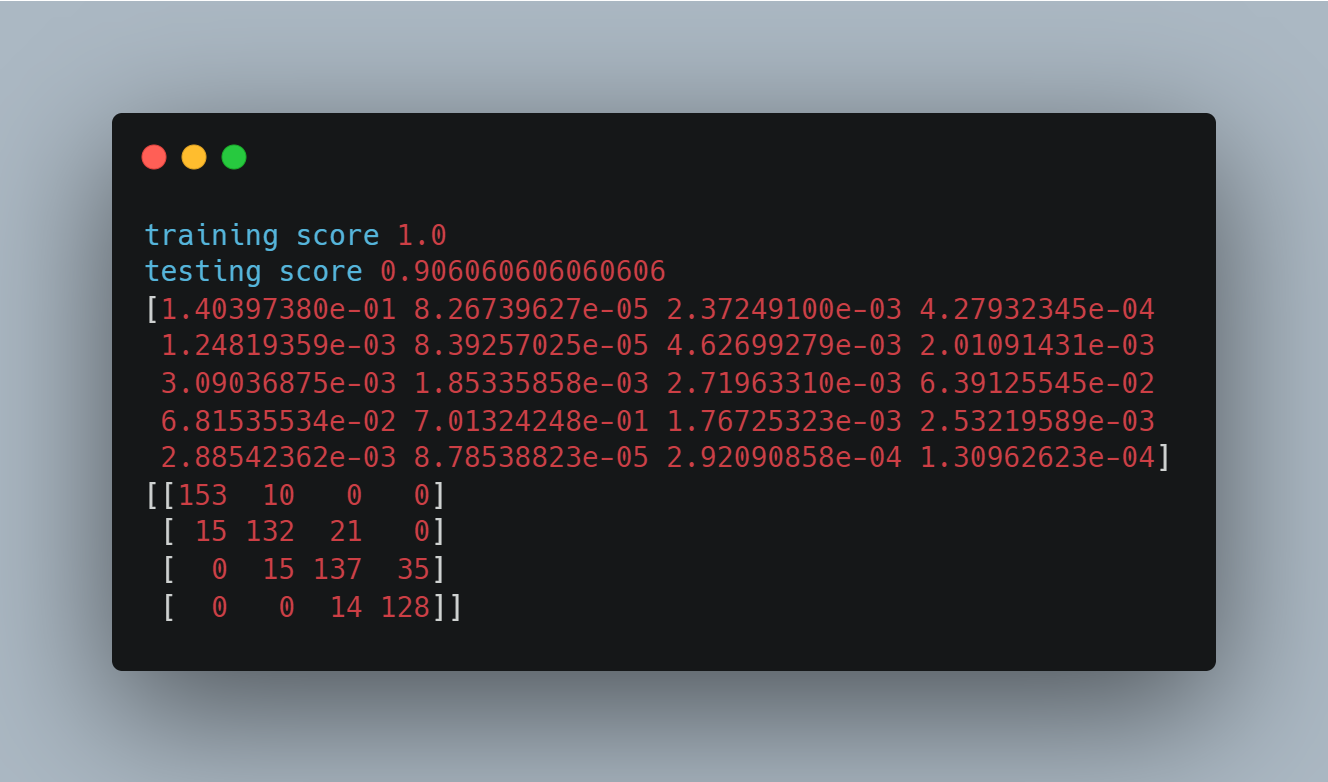 training score 1.0
testing score 0.906060606060606
[1.40397380e-01 8.26739627e-05 2.37249100e-03 4.27932345e-04
 1.24819359e-03 8.39257025e-05 4.62699279e-03 2.01091431e-03
 3.09036875e-03 1.85335858e-03 2.71963310e-03 6.39125545e-02
 6.81535534e-02 7.01324248e-01 1.76725323e-03 2.53219589e-03
 2.88542362e-03 8.78538823e-05 2.92090858e-04 1.30962623e-04]
[[153  10   0   0]
 [ 15 132  21   0]
 [  0  15 137  35]
 [  0   0  14 128]]